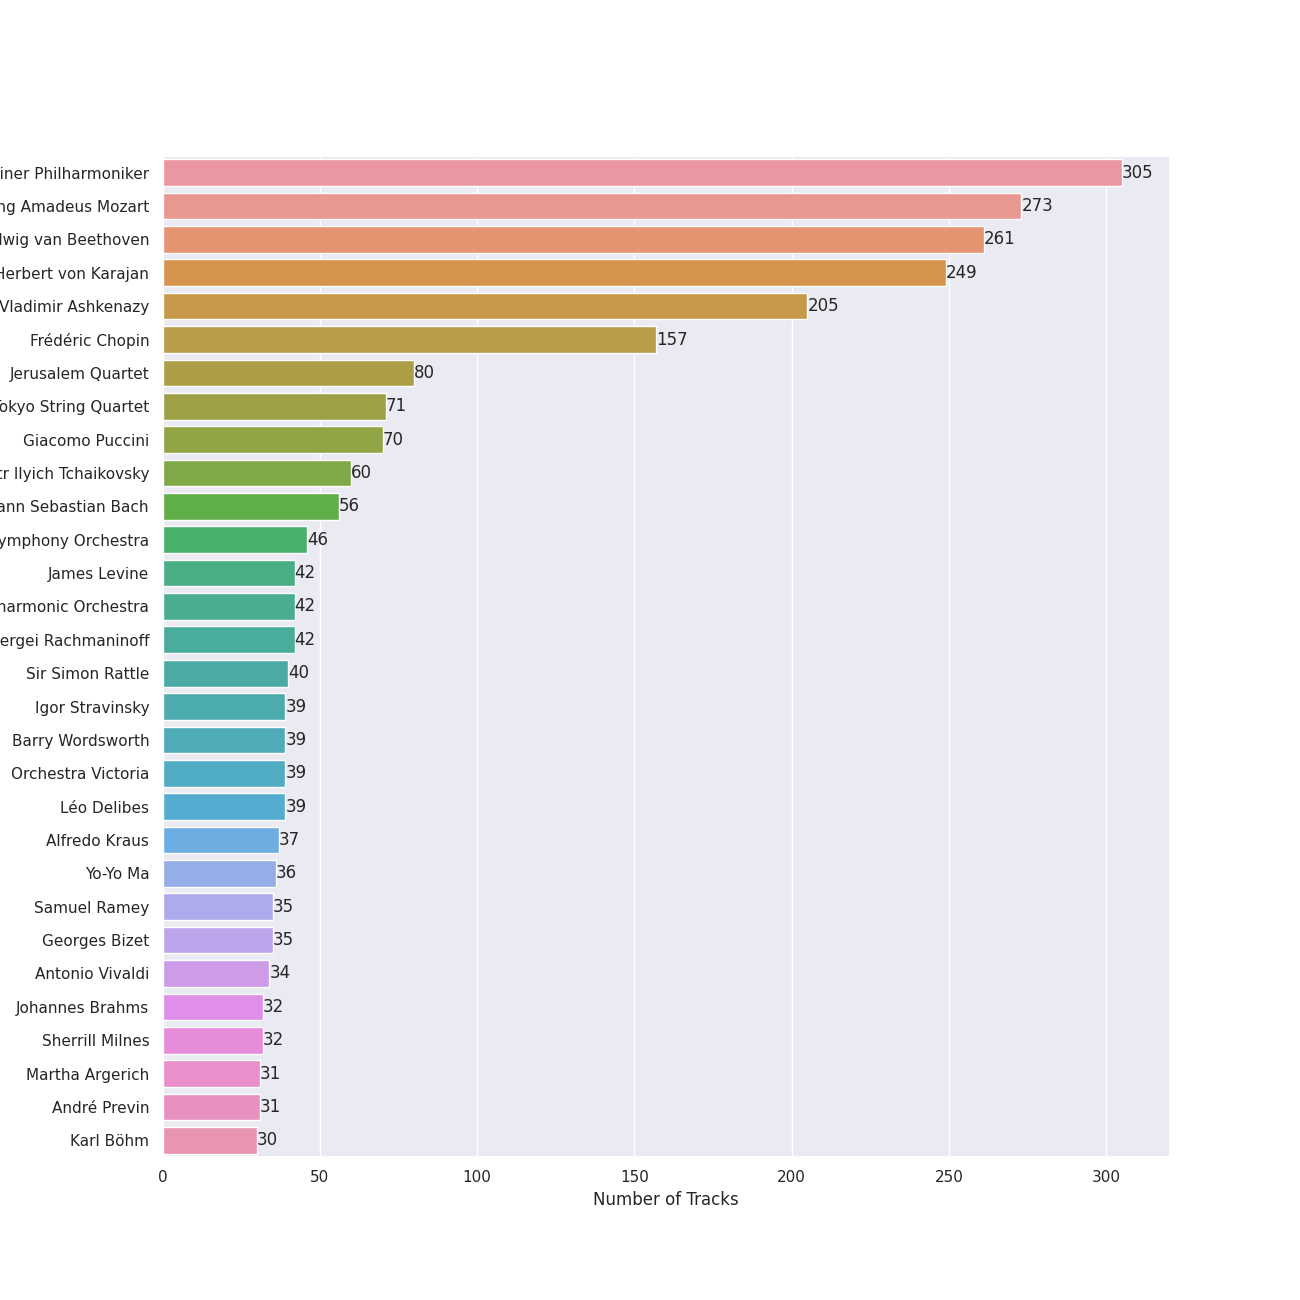 iner Philharmoniker 305
ng Amadeus Mozart 273
wig van Beethoven 261
Herbert von Karajan 249
Vladimir Ashkenazy 205
Frédéric Chopin 157
Jerusalem Quartet 80
Tokyo String Quartet 71
Giacomo Puccini 70
tr Ilyich Tchaikovsky 60
ann Sebastian Bach 56
ymphony Orchestra 46
James Levine 42
harmonic Orchestra 42
ergei Rachmaninoff 42
Sir Simon Rattle 40
Igor Stravinsky 39
Barry Wordsworth 39
Orchestra Victoria 39
Léo Delibes 39
Alfredo Kraus 37
Yo-Yo Ma 36
Samuel Ramey 35
Georges Bizet 35
Antonio Vivaldi 34
Johannes Brahms 32
Sherrill Milnes 32
Martha Argerich 31
André Previn 31
Karl Böhm 30
0 50 100 150 200 250 300
Number of Tracks